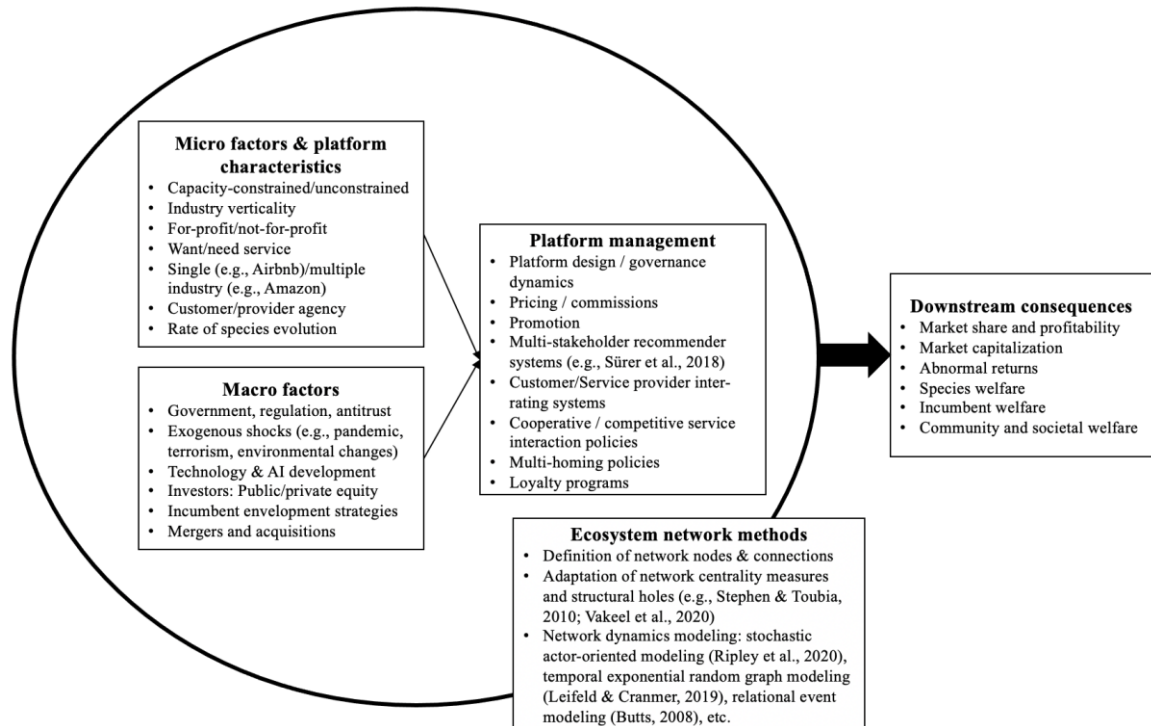 Micro factors & platform
characteristics
• Capacity-constrained/unconstrained
• Industry verticality
• For-profit/not-for-profit
• Want/need service
• Single (e.g., Airbnb)/multiple
industry (e.g., Amazon)
• Customer/provider agency
• Rate of species evolution
Macro factors
• Government, regulation, antitrust
• Exogenous shocks (e.g., pandemic,
terrorism, environmental changes)
• Technology & AI development
• Investors: Public/private equity
• Incumbent envelopment strategies
• Mergers and acquisitions
Platform management
• Platform design / governance
dynamics
• Pricing / commissions
• Promotion
• Multi-stakeholder recommender
systems (e.g., Sürer et al., 2018)
• Customer/Service provider inter-
rating systems
• Cooperative / competitive service
interaction policies
• Multi-homing policies
• Loyalty programs
Ecosystem network methods
• Definition of network nodes & connections
• Adaptation of network centrality measures
and structural holes (e.g., Stephen & Toubia,
2010; Vakeel et al., 2020)
• Network dynamics modeling: stochastic
actor-oriented modeling (Ripley et al., 2020),
temporal exponential random graph modeling
(Leifeld & Cranmer, 2019), relational event
modeling (Butts, 2008), etc.
Downstream consequences
• Market share and profitability
• Market capitalization
• Abnormal returns
• Species welfare
• Incumbent welfare
• Community and societal welfare